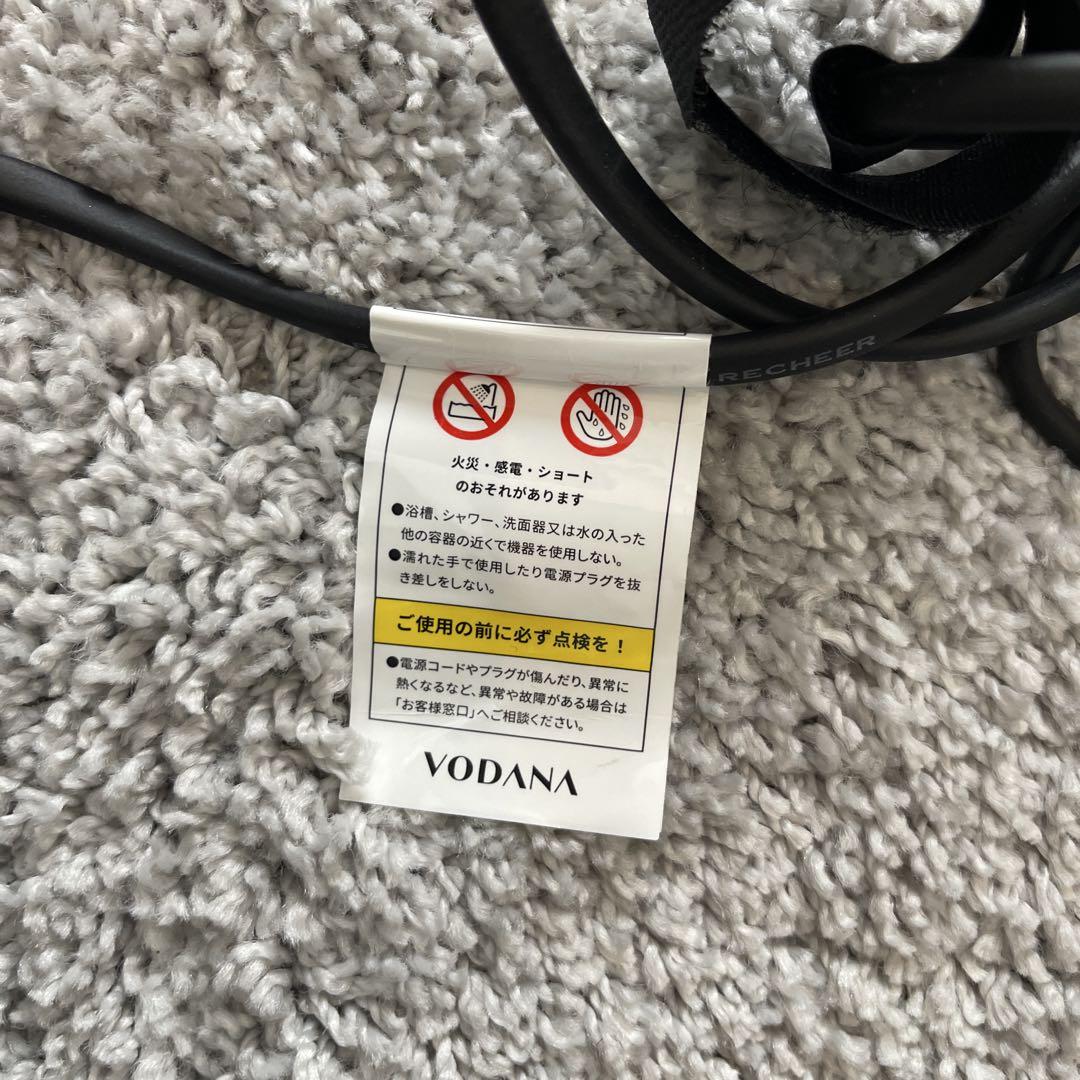 RECHEER
火災・感電・ショート
のおそれがあります
●浴槽、シャワー、洗面器又は水の入った
他の容器の近くで機器を使用しない。
●濡れた手で使用したり電源プラグを抜
き差しをしない。
ご使用の前に必ず点検を！
●電源コードやプラグが傷んだり、異常に
熱くなるなど、異常や故障がある場合は
「お客様窓口」へご相談ください。
VODANA